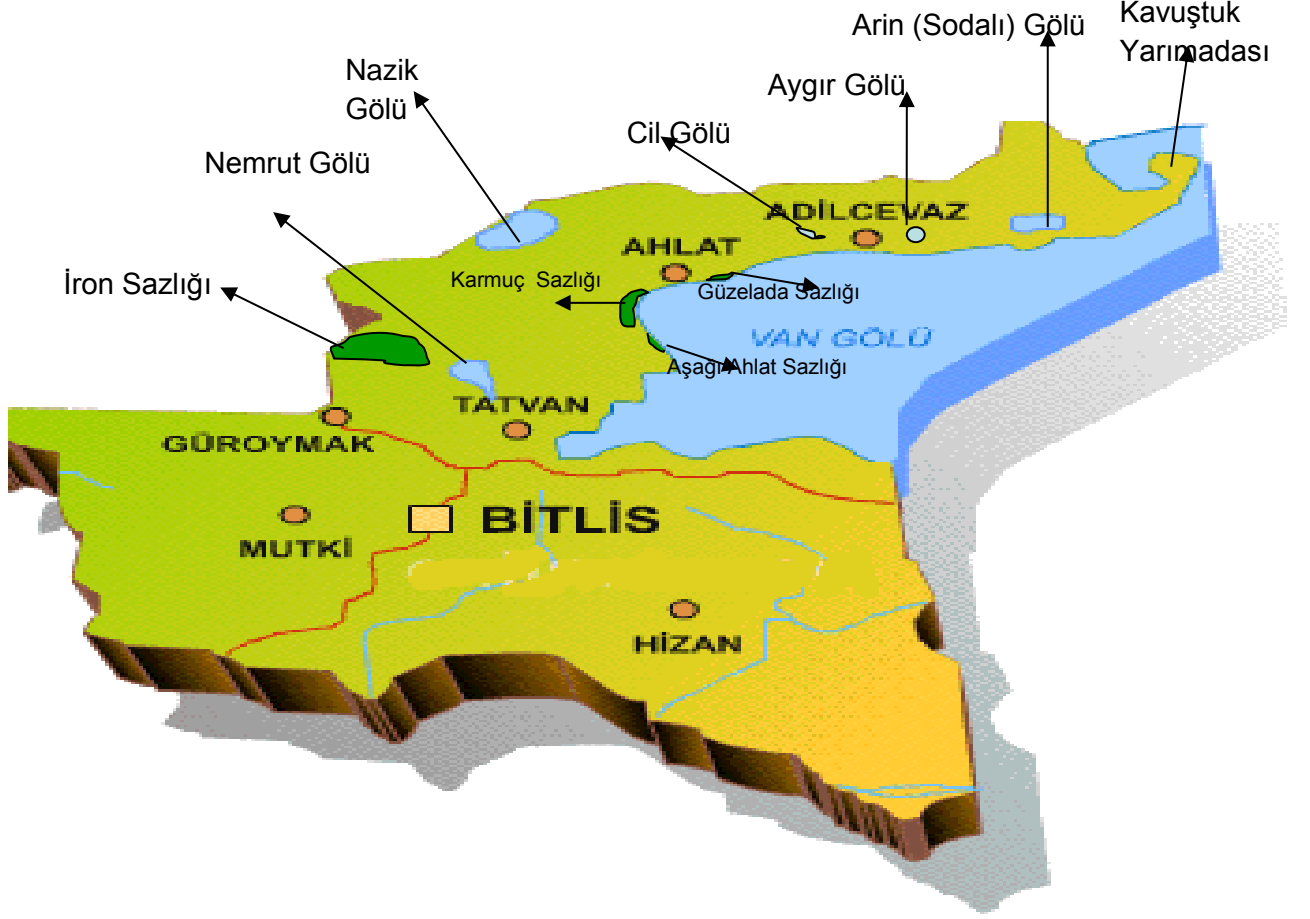 Kavuştuk
Yarımadası
Arin (Sodalı) Gölü
Nazik
Gölü
Aygır Gölü
Cil Gölü
Nemrut Gölü
ADİLCEVAZ
AHLAT
İron Sazlığı
Karmuç Sazlığı
Güzelada Sazlığı
VAN GÖLÜ
Aşağı Ahlat Sazlığı
TATVAN
GÜROYMAK
BİTLİS
MUTKİ
HİZAN